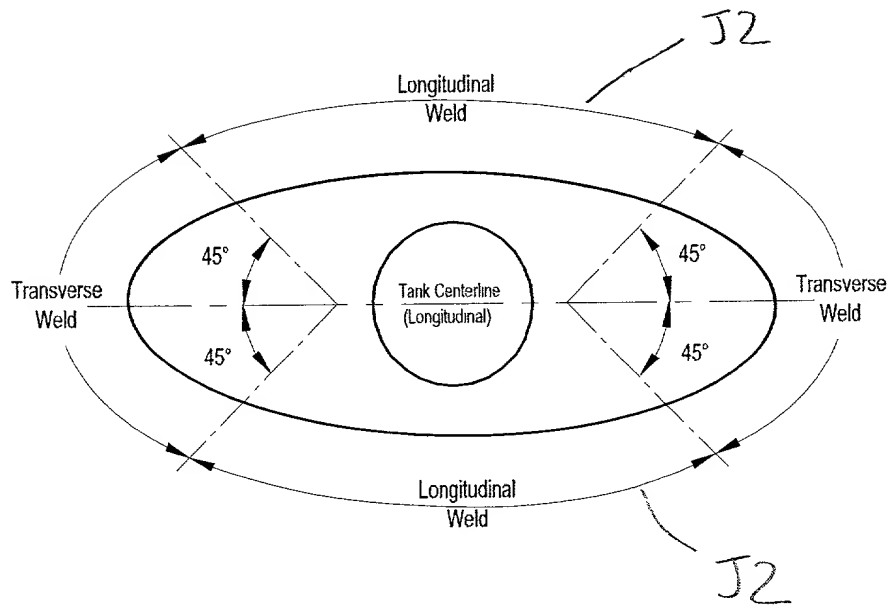 J2
Longitudinal
Weld
45°
45°
Transverse
Weld
Tank Centerline
(Longitudinal)
Transverse
Weld
45°
45°
Longitudinal
Weld
J2